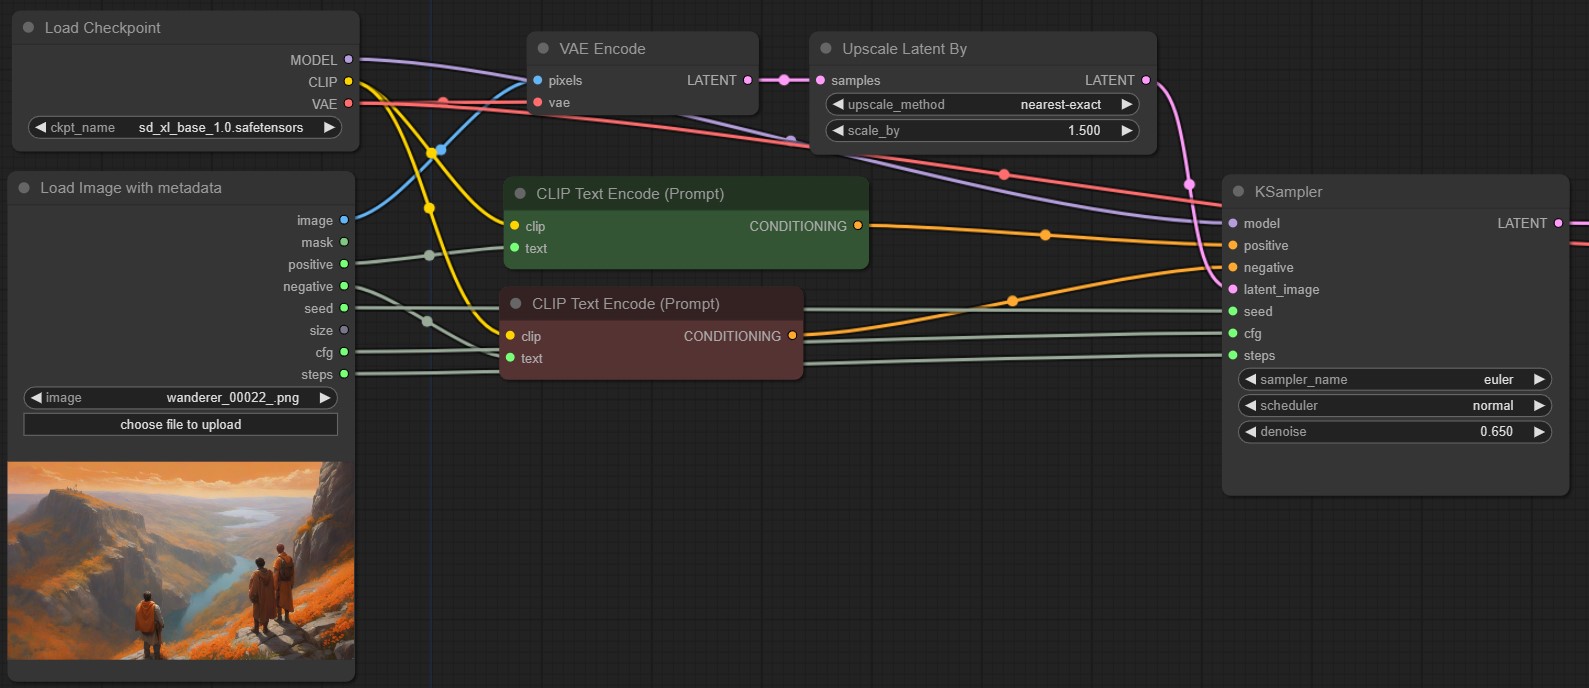 Load Checkpoint
MODEL
CLIP
VAE
ckpt_name sd_xl_base_1.0.safetensors
Load Image with metadata
image
mask
positive
negative
seed
size
cfg
steps
image wanderer_00022_.png
choose file to upload
VAE Encode
pixels LATENT
vae
Upscale Latent By
samples LATENT
upscale_method nearest-exact
scale_by 1.500
CLIP Text Encode (Prompt)
clip CONDITIONING
text
CLIP Text Encode (Prompt)
clip CONDITIONING
text
KSampler
model LATENT
positive
negative
latent_image
seed
cfg
steps
sampler_name euler
scheduler normal
denoise 0.650